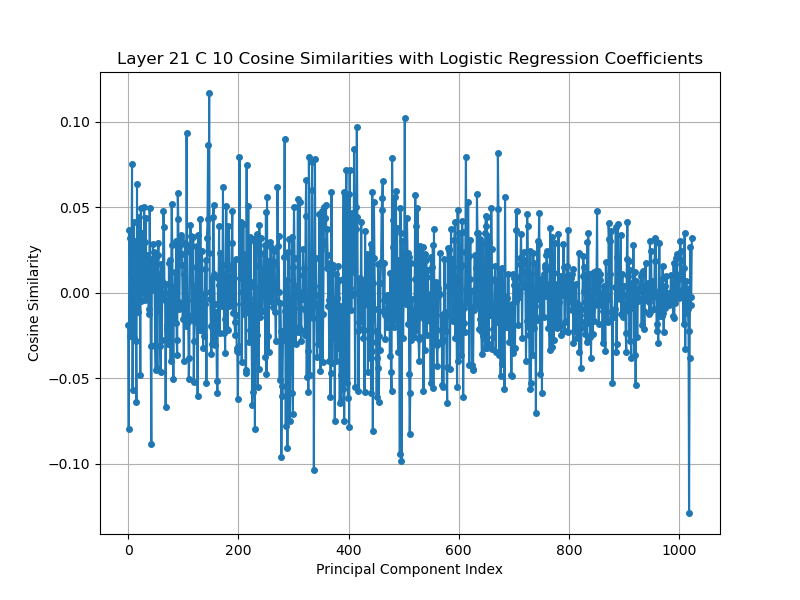 Layer 21 C 10 Cosine Similarities with Logistic Regression Coefficients
0.10
0.05
0.00
−0.05
−0.10
Cosine Similarity
0 200 400 600 800 1000
Principal Component Index